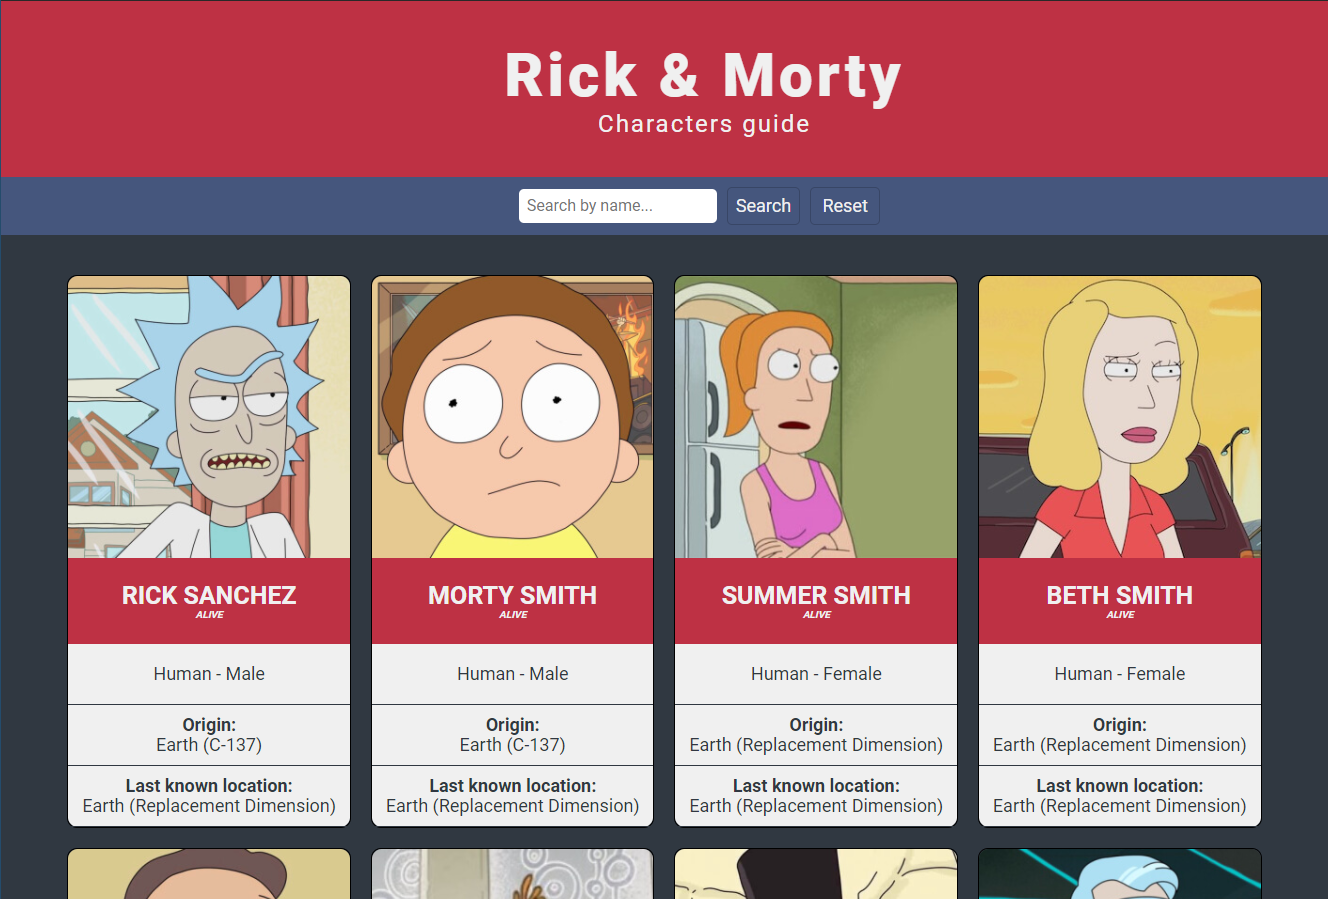 Rick & Morty
Characters guide
Search by name...
Search
Reset
RICK SANCHEZ
ALIVE
Human - Male
Origin:
Earth (C-137)
Last known location:
Earth (Replacement Dimension)
MORTY SMITH
ALIVE
Human - Male
Origin:
Earth (C-137)
Last known location:
Earth (Replacement Dimension)
SUMMER SMITH
ALIVE
Human - Female
Origin:
Earth (Replacement Dimension)
Last known location:
Earth (Replacement Dimension)
BETH SMITH
ALIVE
Human - Female
Origin:
Earth (Replacement Dimension)
Last known location:
Earth (Replacement Dimension)